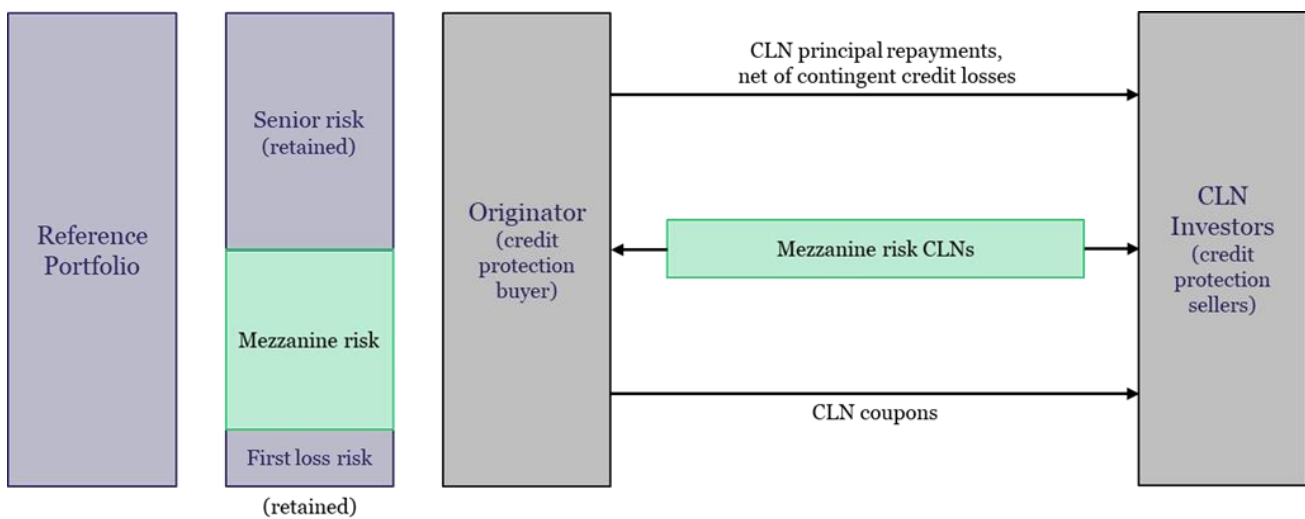 Reference
Portfolio
Senior risk
(retained)
Mezzanine risk
First loss risk
(retained)
Originator
(credit
protection
buyer)
CLN principal repayments,
net of contingent credit losses
Mezzanine risk CLNs
CLN coupons
CLN
Investors
(credit
protection
sellers)